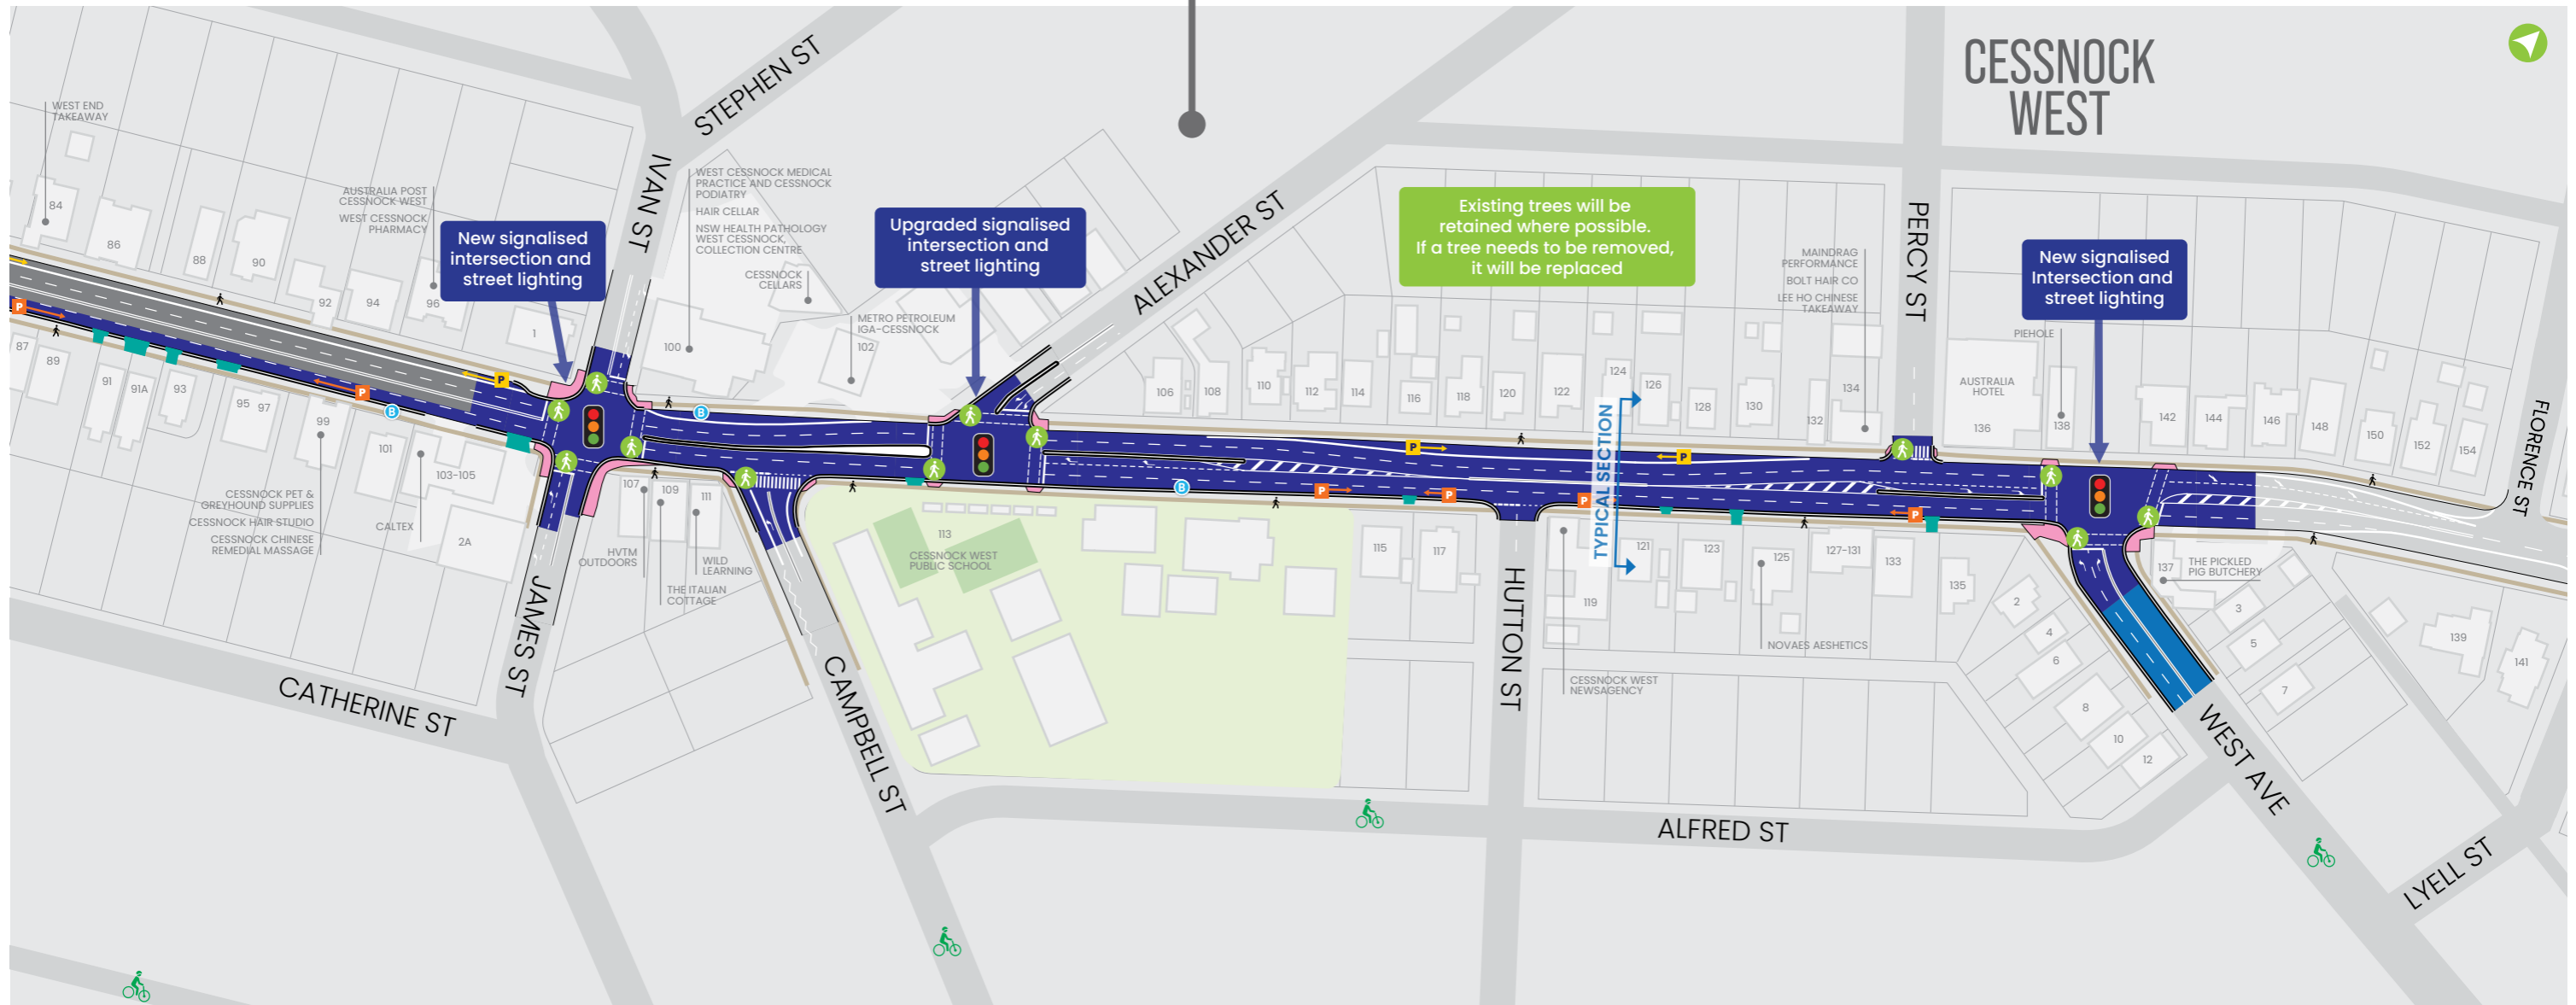 CESSNOCK
WEST
STEPHEN ST
IVAN ST
ALEXANDER ST
PERCY ST
FLORENCE ST
WEST END
TAKEAWAY
84
86
88
90
92
94
96
1
AUSTRALIA POST
CESSNOCK WEST
WEST CESSNOCK
PHARMACY
New signalised
intersection and
street lighting
WEST CESSNOCK MEDICAL
PRACTICE AND CESSNOCK
PODIATRY
HAIR CELLAR
NSW HEALTH PATHOLOGY
WEST CESSNOCK,
COLLECTION CENTRE
CESSNOCK
CELLARS
100
METRO PETROLEUM
IGA-CESSNOCK
102
Upgraded signalised
intersection and
street lighting
Existing trees will be
retained where possible.
If a tree needs to be removed,
it will be replaced
106
108
110
112
114
116
118
120
122
124
126
128
130
132
134
MAINDRAG
PERFORMANCE
BOLT HAIR CO
LEE HO CHINESE
TAKEAWAY
AUSTRALIA
HOTEL
136
PIEHOLE
138
New signalised
Intersection and
street lighting
142
144
146
148
150
152
154
P
P
P
B
B
P
P
B
P
P
P
P
TYPICAL SECTION
87
89
91
91A
93
95
97
99
101
103-105
2A
CESSNOCK PET &
GREYHOUND SUPPLIES
CESSNOCK HAIR STUDIO
CESSNOCK CHINESE
REMEDIAL MASSAGE
CALTEX
107
109
111
HVTM
OUTDOORS
THE ITALIAN
COTTAGE
WILD
LEARNING
113
CESSNOCK WEST
PUBLIC SCHOOL
115
117
119
CESSNOCK WEST
NEWSAGENCY
121
123
125
NOVAES AESHETICS
127-131
133
135
137
THE PICKLED
PIG BUTCHERY
2
4
6
8
10
12
3
5
7
139
141
JAMES ST
CATHERINE ST
CAMPBELL ST
HUTTON ST
ALFRED ST
WEST AVE
LYELL ST